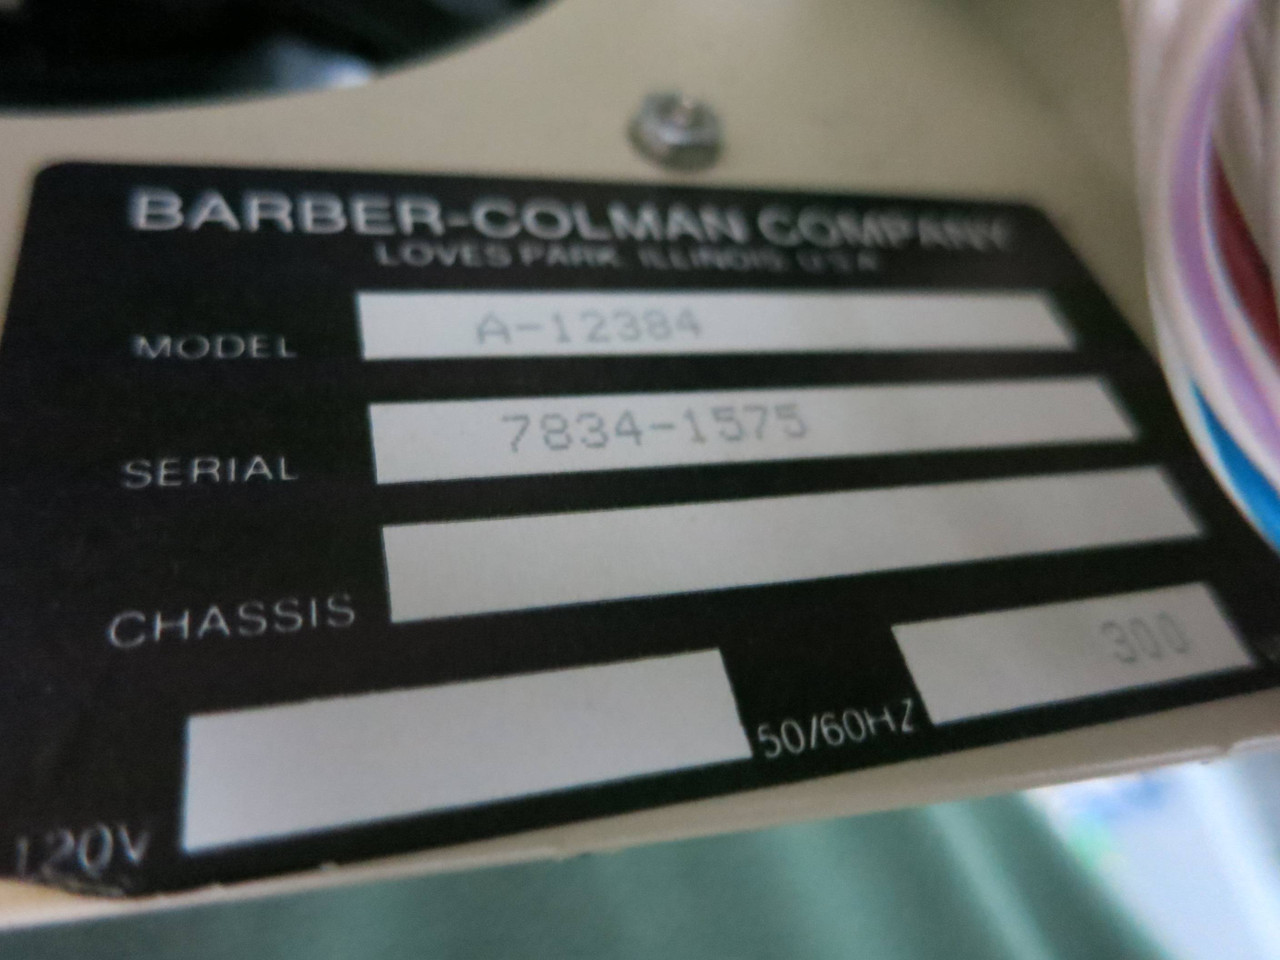 BARBER-COLMAN COMPANY
LOVES PARK, ILLINOIS, U.S.A.
MODEL A-12384
SERIAL 7834-1575
CHASSIS
120V 50/60HZ 300